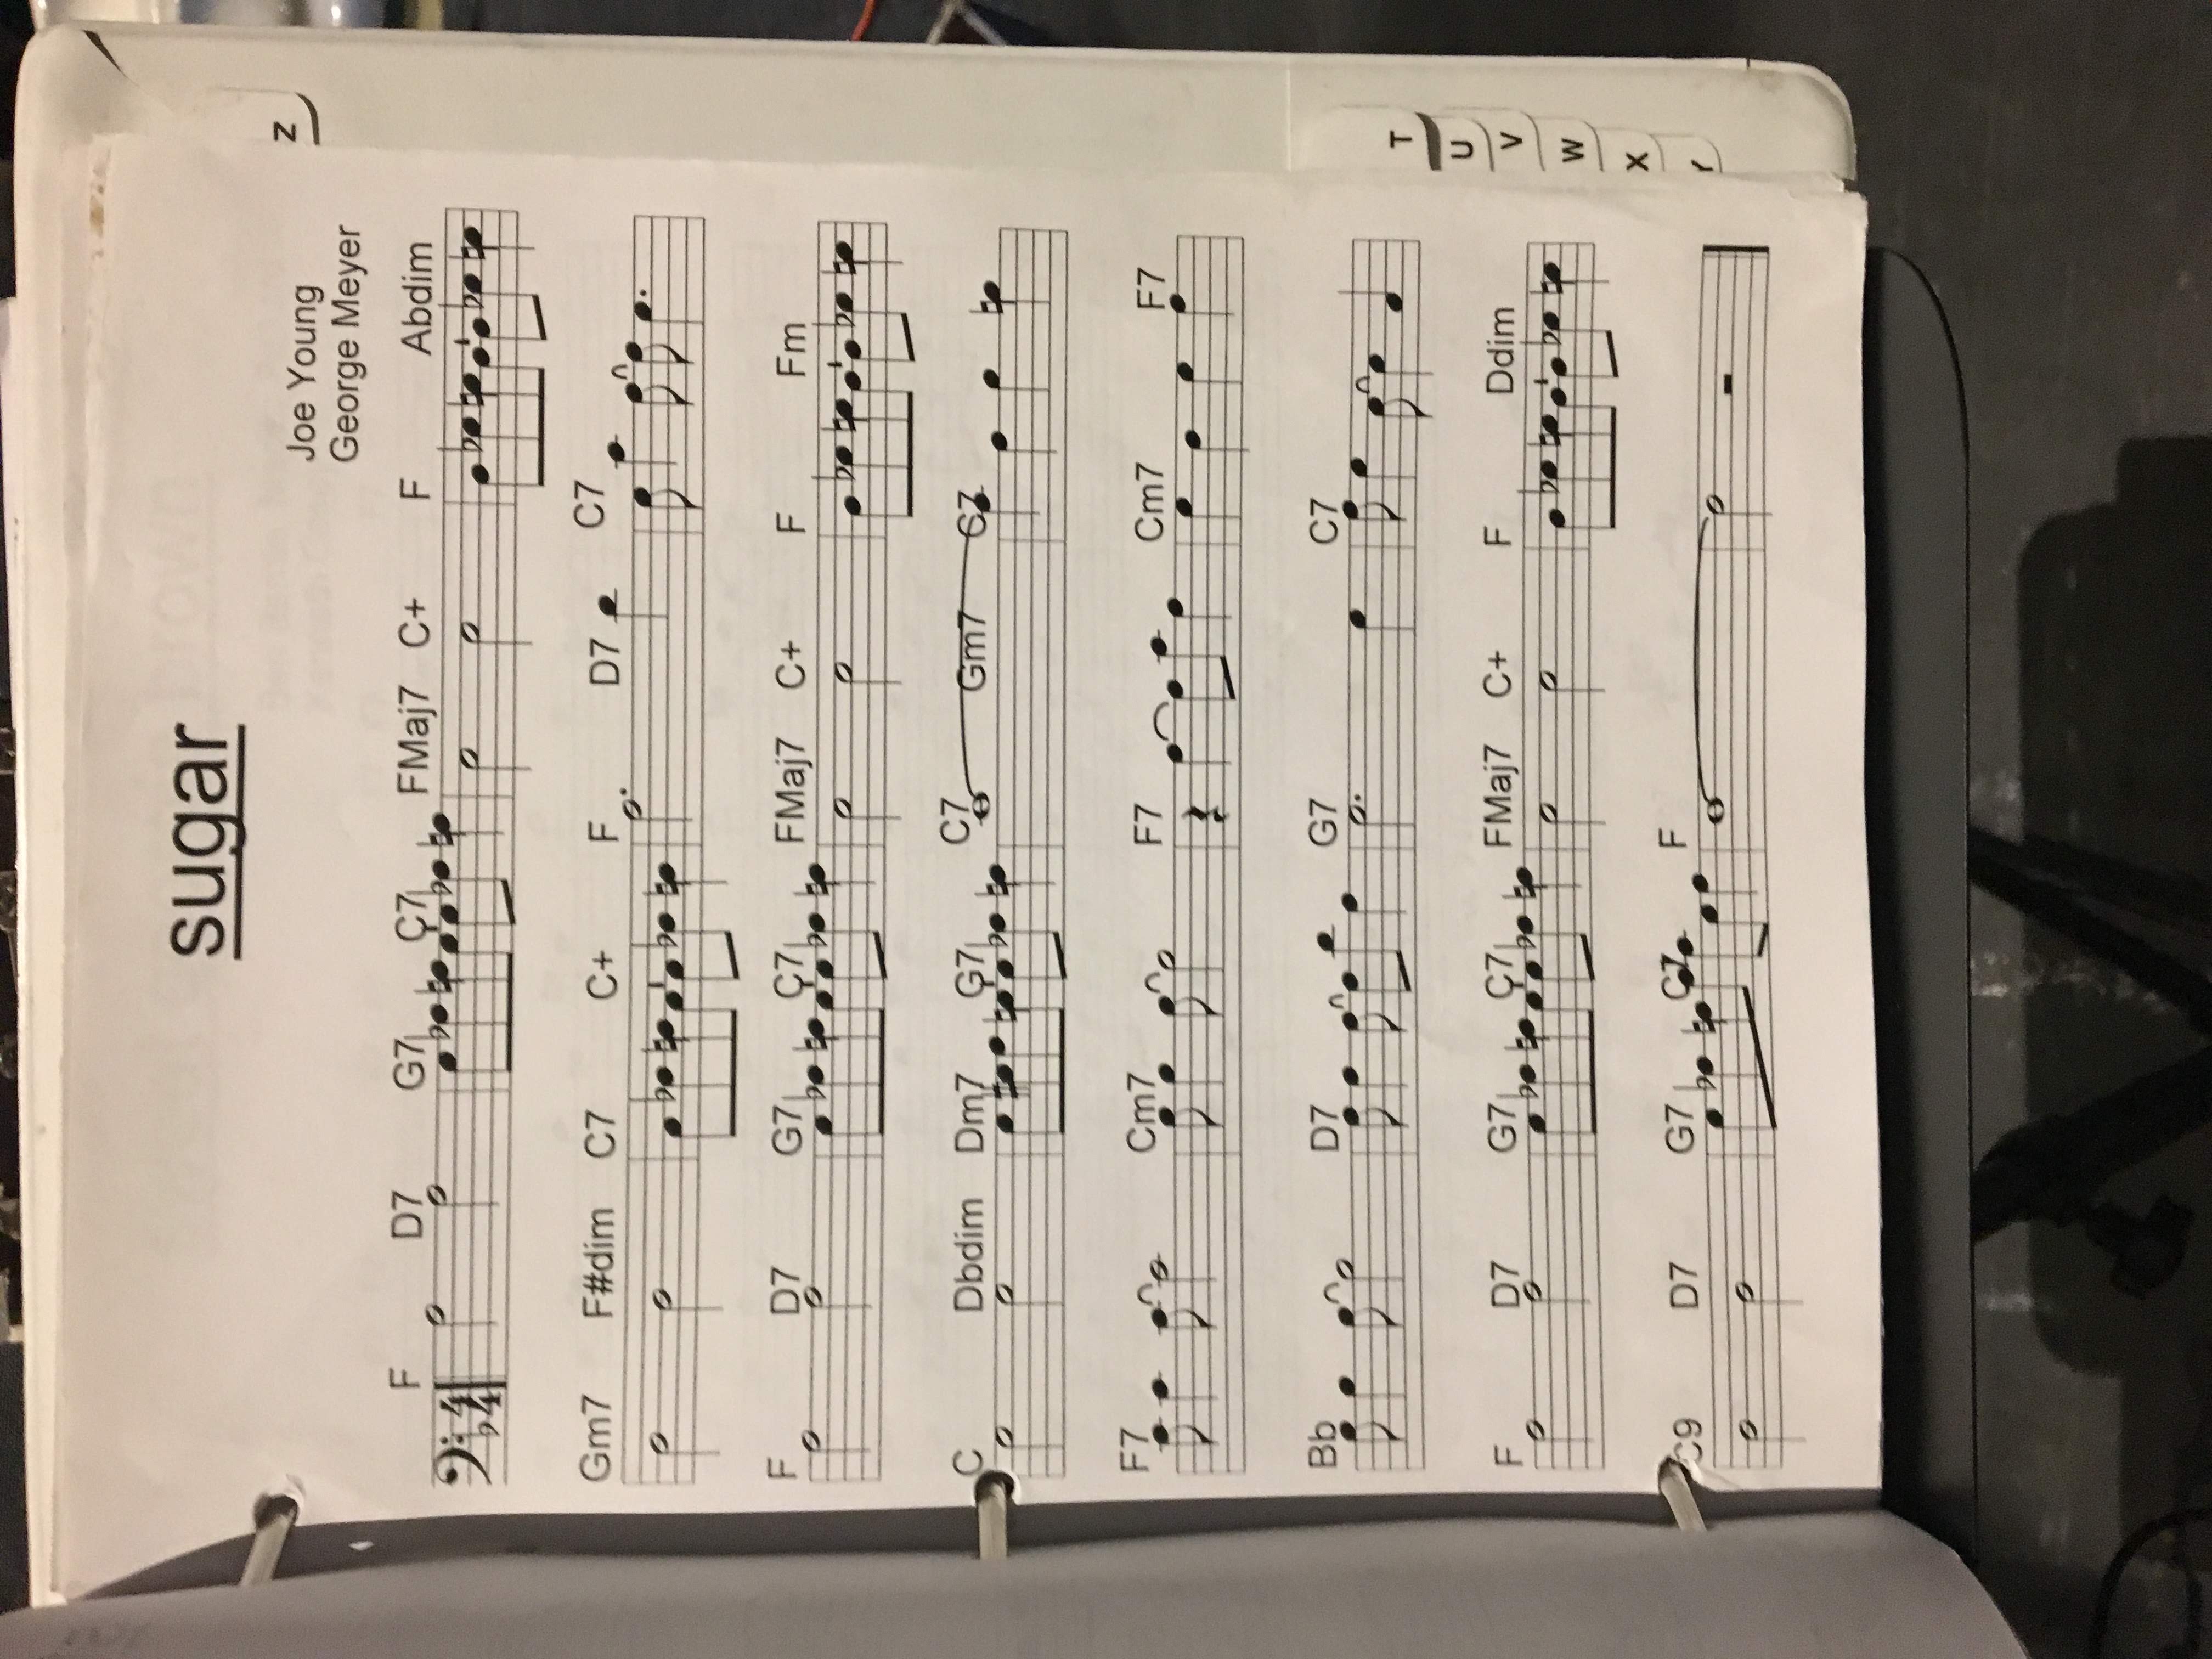 sugar
Joe Young
George Meyer
Z
F D7 G7 C7 FMaj7 C+ F Abdim
4
4
Gm7 F#dim C7 C+ F D7 C7
F D7 G7 C7 FMaj7 C+ F Fm
C Dbdim Dm7 G7 C7 Gm7 C7
F7 Cm7 F7 Cm7 F7
Bb D7 G7 C7
T
U
F D7 G7 C7 FMaj7 C+ F Ddim
V
W
X
C9 D7 G7 C7 F